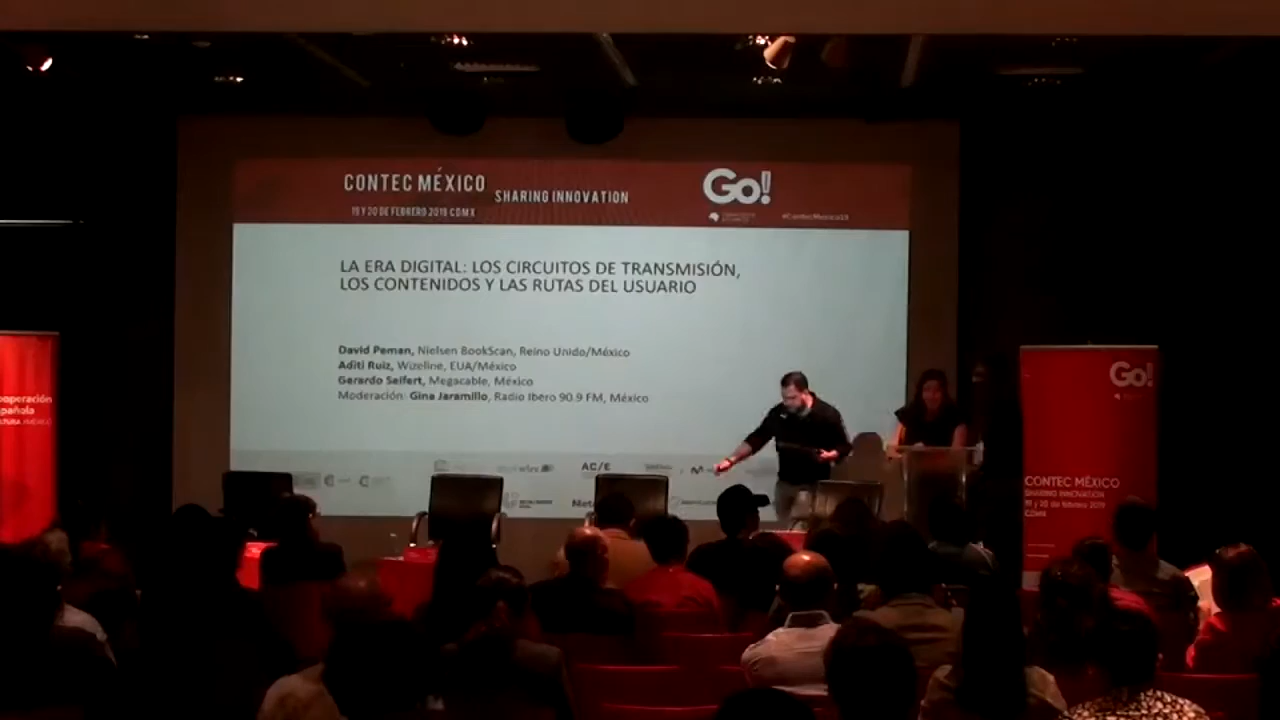 CONTEC MÉXICO
SHARING INNOVATION
19 Y 20 DE FEBRERO 2019 CDMX
Go!
#ContecMexico19
LA ERA DIGITAL: LOS CIRCUITOS DE TRANSMISIÓN,
LOS CONTENIDOS Y LAS RUTAS DEL USUARIO
David Peman, Nielsen BookScan, Reino Unido/México
Aditi Ruiz, Wizeline, EUA/México
Gerardo Seifert, Megacable, México
Moderación: Gina Jaramillo, Radio Ibero 90.9 FM, México
AC/E
ooperación
pañola
Go!
CONTEC MÉXICO
SHARING INNOVATION
19 y 20 de febrero 2019
CDMX